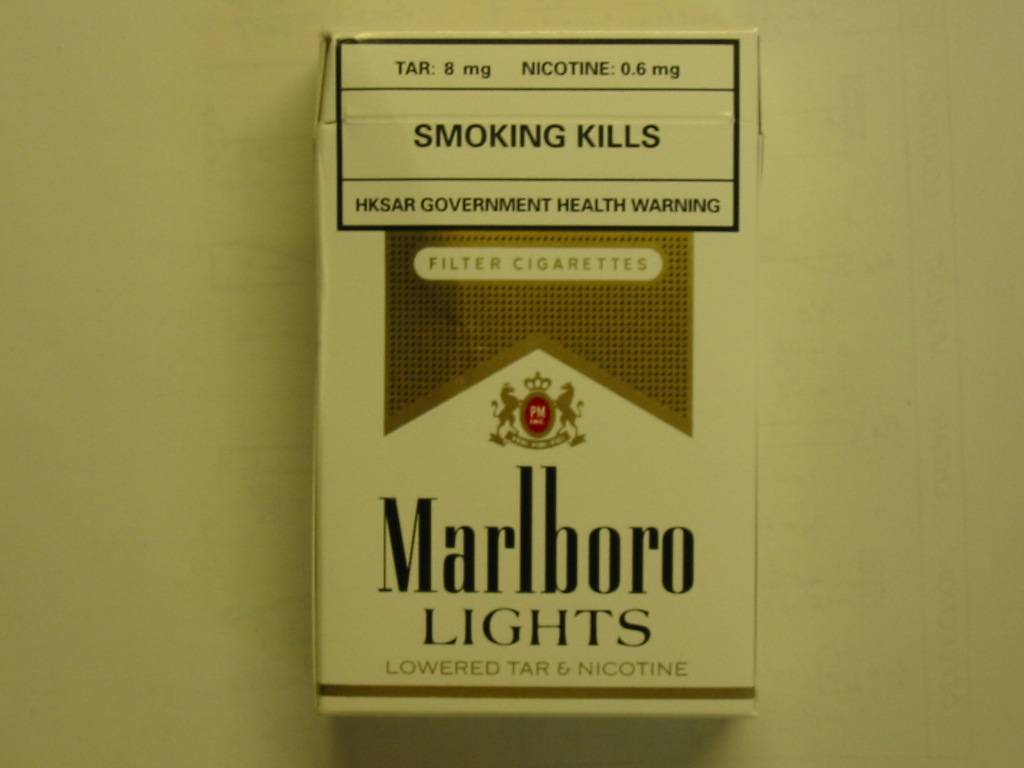 TAR: 8 mg NICOTINE: 0.6 mg
SMOKING KILLS
HKSAR GOVERNMENT HEALTH WARNING
FILTER CIGARETTES
PM
Marlboro
LIGHTS
LOWERED TAR & NICOTINE